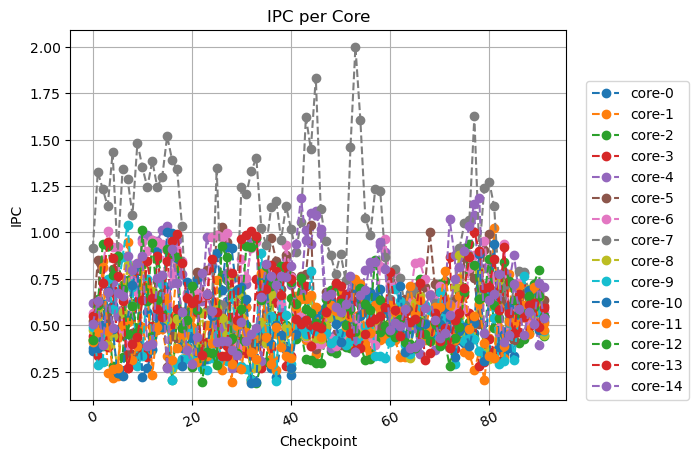 IPC per Core
IPC
2.00
1.75
1.50
1.25
1.00
0.75
0.50
0.25
0
20
40
60
80
Checkpoint
core-0
core-1
core-2
core-3
core-4
core-5
core-6
core-7
core-8
core-9
core-10
core-11
core-12
core-13
core-14